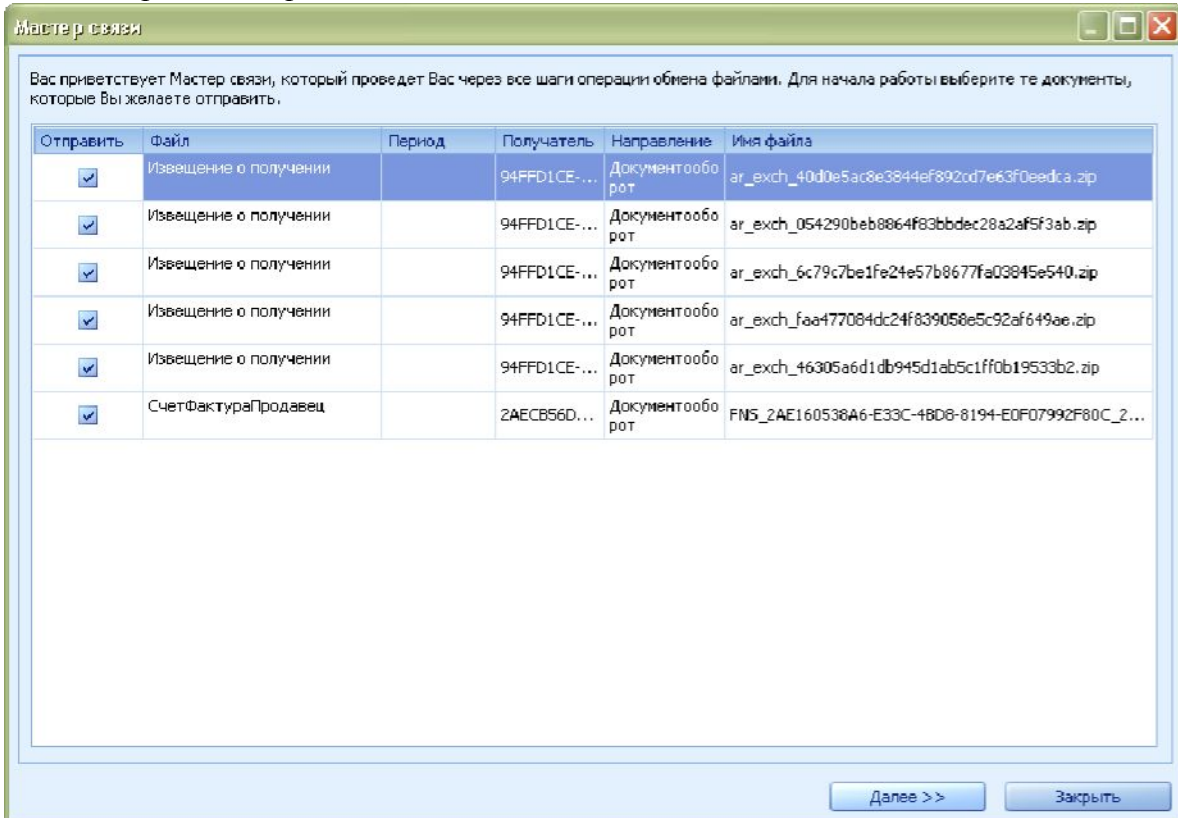 Мастер связи
Вас приветствует Мастер связи, который проведет Вас через все шаги операции обмена файлами. Для начала работы выберите те документы,
которые Вы желаете отправить.
Отправить Файл Период Получатель Направление Имя файла
Извещение о получении 94FFD1CE-... Документообо
рот ar_exch_40d0e5ac8e3844ef892cd7e63f0eedca.zip
Извещение о получении 94FFD1CE-... Документообо
рот ar_exch_054290beb8864f83bbdec28a2af5f3ab.zip
Извещение о получении 94FFD1CE-... Документообо
рот ar_exch_6c79c7be1fe24e57b8677fa03845e540.zip
Извещение о получении 94FFD1CE-... Документообо
рот ar_exch_faa477084dc24f839058e5c92af649ae.zip
Извещение о получении 94FFD1CE-... Документообо
рот ar_exch_46305a6d1db945d1ab5c1ff0b19533b2.zip
СчетФактураПродавец 2AECB56D... Документообо
рот FNS_2AE160538A6-E33C-4BD8-8194-E0F07992F80C_2...
Далее >> Закрыть